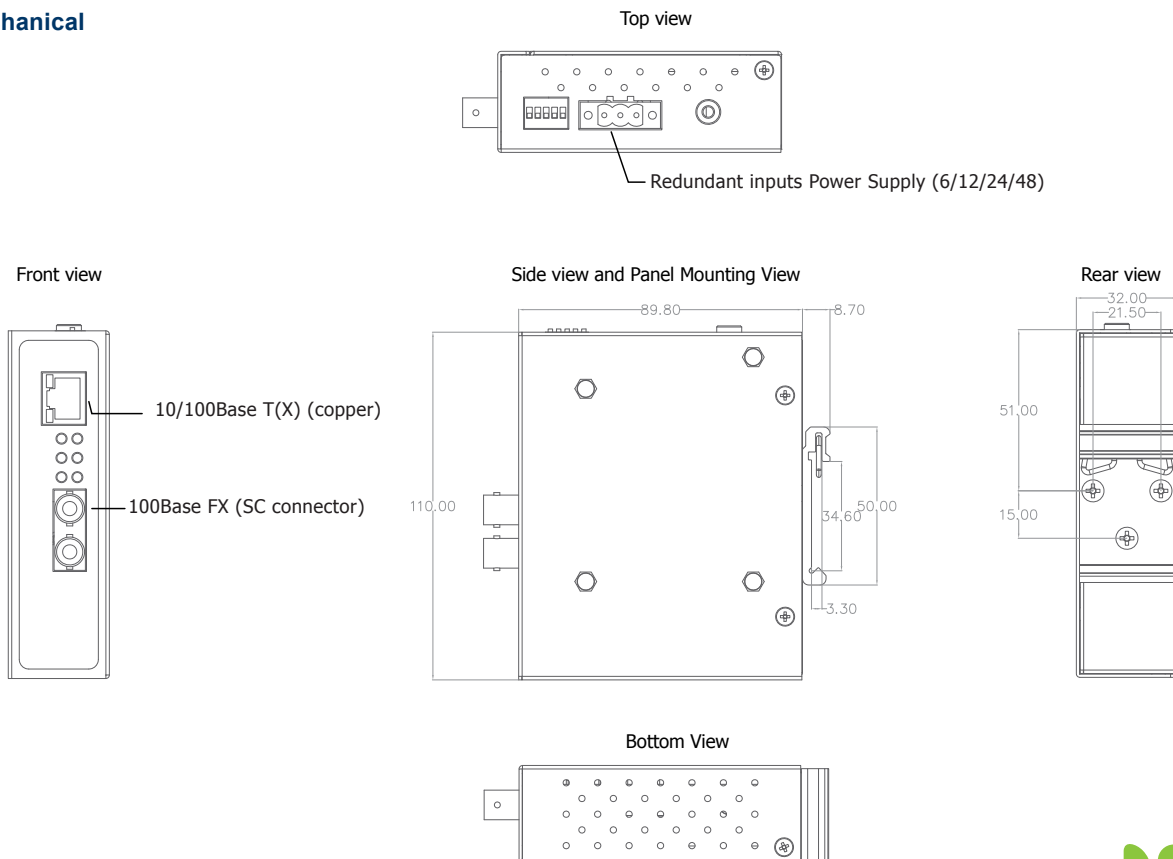 hanical
Top view
Redundant inputs Power Supply (6/12/24/48)
Front view
Side view and Panel Mounting View
Rear view
89.80
8.70
32.00
21.50
10/100Base T(X) (copper)
51.00
100Base FX (SC connector)
110.00
34.60
50.00
15.00
3.30
Bottom View